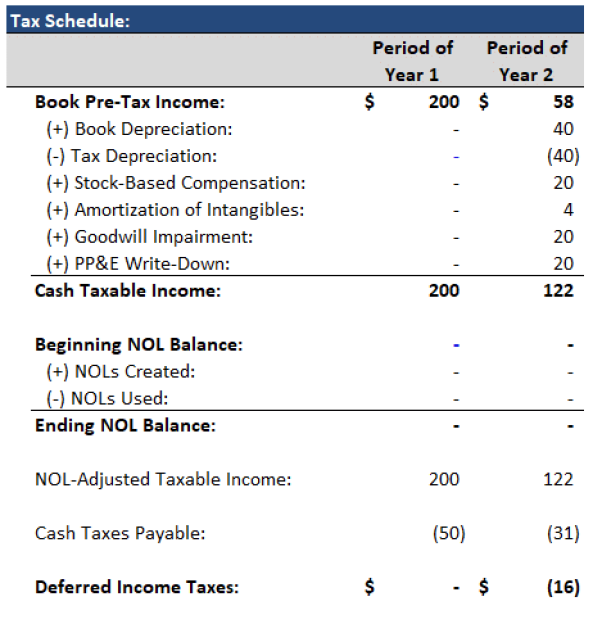 Tax Schedule:
Period of Period of
Year 1 Year 2
Book Pre-Tax Income: $ 200 $ 58
(+) Book Depreciation: - 40
(-) Tax Depreciation: - (40)
(+) Stock-Based Compensation: - 20
(+) Amortization of Intangibles: - 4
(+) Goodwill Impairment: - 20
(+) PP&E Write-Down: - 20
Cash Taxable Income: 200 122
Beginning NOL Balance: - -
(+) NOLs Created: - -
(-) NOLs Used: - -
Ending NOL Balance: - -
NOL-Adjusted Taxable Income: 200 122
Cash Taxes Payable: (50) (31)
Deferred Income Taxes: $ - $ (16)